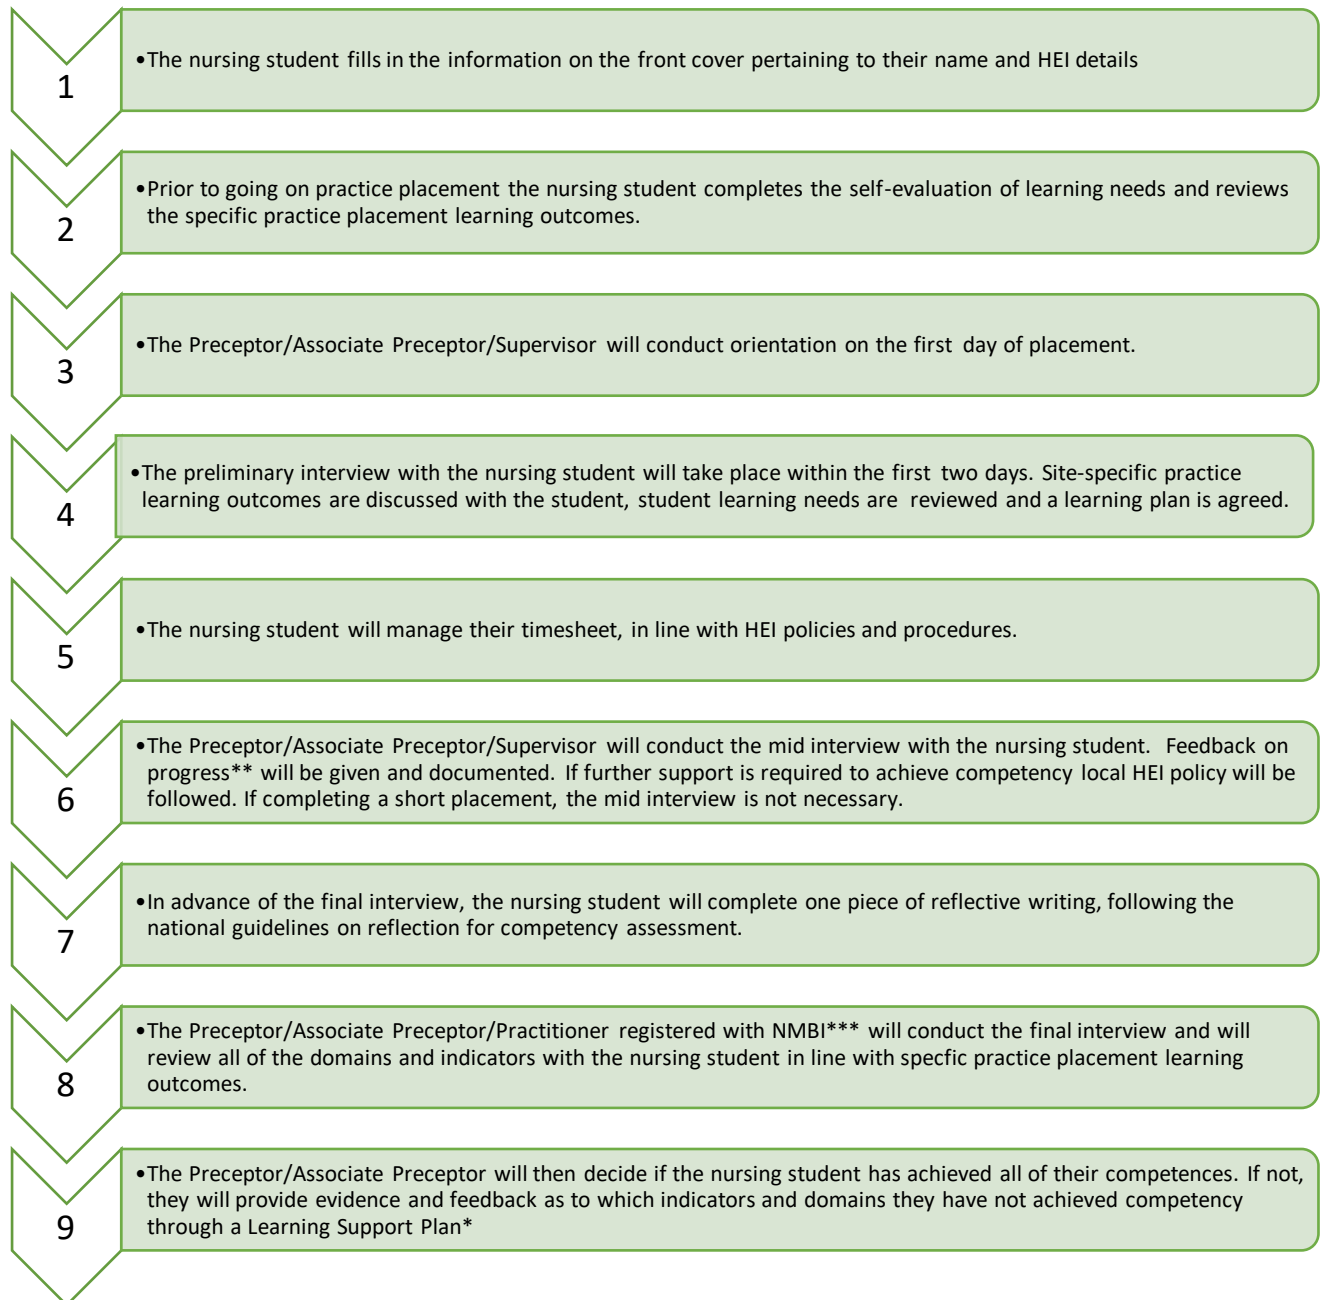 1
•The nursing student fills in the information on the front cover pertaining to their name and HEI details
2
•Prior to going on practice placement the nursing student completes the self-evaluation of learning needs and reviews
the specific practice placement learning outcomes.
3
•The Preceptor/Associate Preceptor/Supervisor will conduct orientation on the first day of placement.
4
•The preliminary interview with the nursing student will take place within the first two days. Site-specific practice
learning outcomes are discussed with the student, student learning needs are reviewed and a learning plan is agreed.
5
•The nursing student will manage their timesheet, in line with HEI policies and procedures.
6
•The Preceptor/Associate Preceptor/Supervisor will conduct the mid interview with the nursing student. Feedback on
progress** will be given and documented. If further support is required to achieve competency local HEI policy will be
followed. If completing a short placement, the mid interview is not necessary.
7
•In advance of the final interview, the nursing student will complete one piece of reflective writing, following the
national guidelines on reflection for competency assessment.
8
•The Preceptor/Associate Preceptor/Practitioner registered with NMBI*** will conduct the final interview and will
review all of the domains and indicators with the nursing student in line with specfic practice placement learning
outcomes.
9
•The Preceptor/Associate Preceptor will then decide if the nursing student has achieved all of their competences. If not,
they will provide evidence and feedback as to which indicators and domains they have not achieved competency
through a Learning Support Plan*